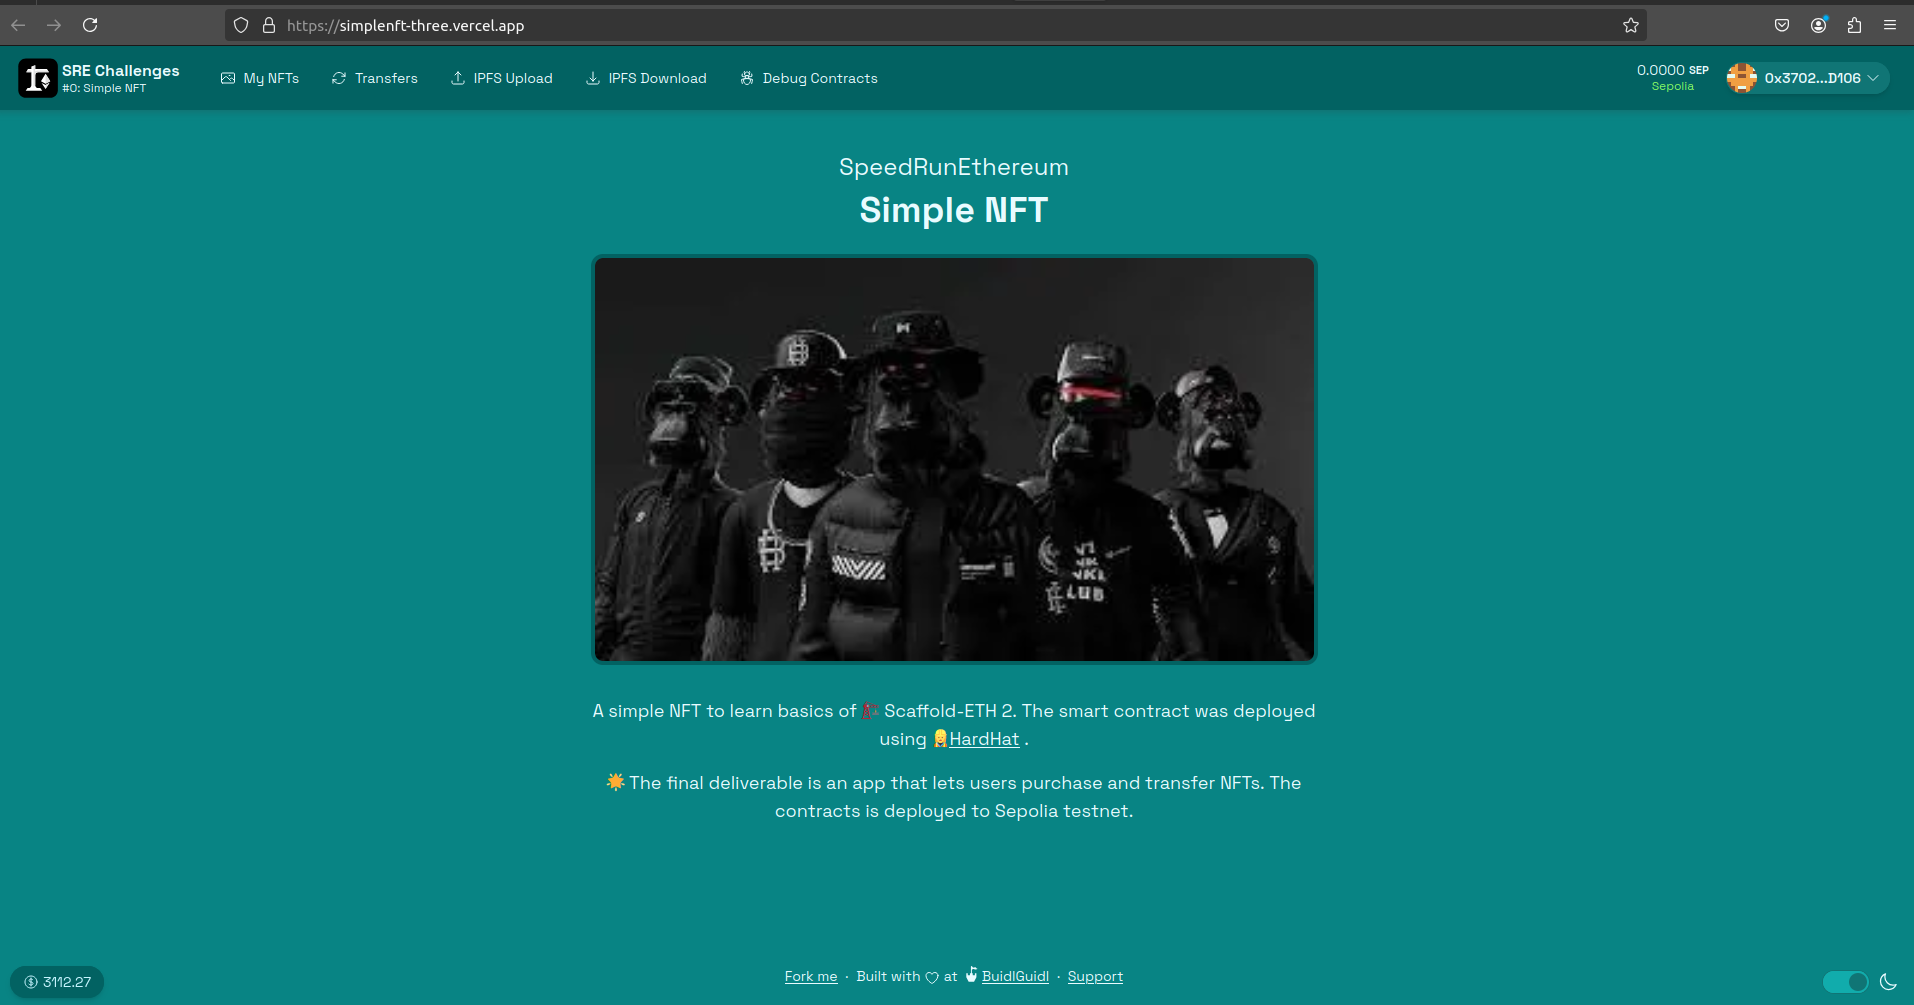 https://simplenft-three.vercel.app
SRE Challenges
#0: Simple NFT
My NFTs
Transfers
IPFS Upload
IPFS Download
Debug Contracts
0.0000 SEP
Sepolia
0x3702...D106
SpeedRunEthereum
Simple NFT
LUB
A simple NFT to learn basics of Scaffold-ETH 2. The smart contract was deployed
using HardHat .
The final deliverable is an app that lets users purchase and transfer NFTs. The
contracts is deployed to Sepolia testnet.
3112.27
Fork me · Built with at BuidlGuidl · Support